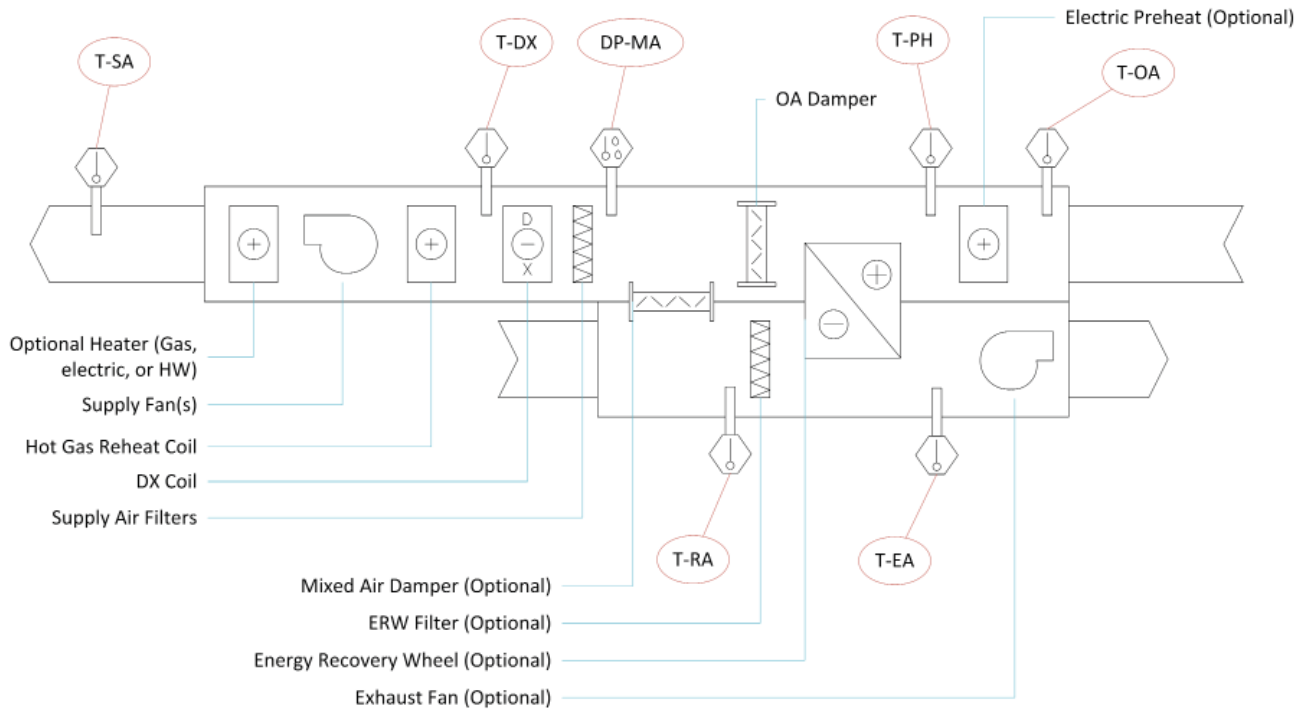 Electric Preheat (Optional)
T-SA
T-DX
DP-MA
T-PH
T-OA
OA Damper
D
X
Optional Heater (Gas,
electric, or HW)
Supply Fan(s)
Hot Gas Reheat Coil
DX Coil
Supply Air Filters
T-RA
T-EA
Mixed Air Damper (Optional)
ERW Filter (Optional)
Energy Recovery Wheel (Optional)
Exhaust Fan (Optional)